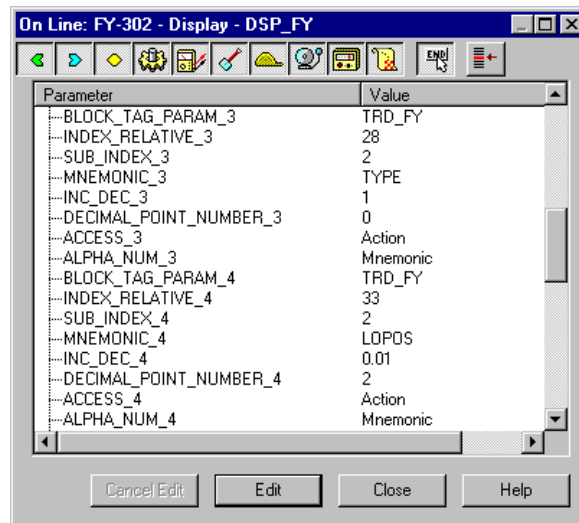 On Line: FY-302 - Display - DSP_FY
END
Parameter Value
BLOCK_TAG_PARAM_3 TRD_FY
INDEX_RELATIVE_3 28
SUB_INDEX_3 2
MNEMONIC_3 TYPE
INC_DEC_3 1
DECIMAL_POINT_NUMBER_3 0
ACCESS_3 Action
ALPHA_NUM_3 Mnemonic
BLOCK_TAG_PARAM_4 TRD_FY
INDEX_RELATIVE_4 33
SUB_INDEX_4 2
MNEMONIC_4 LOPOS
INC_DEC_4 0.01
DECIMAL_POINT_NUMBER_4 2
ACCESS_4 Action
ALPHA_NUM_4 Mnemonic
Cancel Edit Edit Close Help